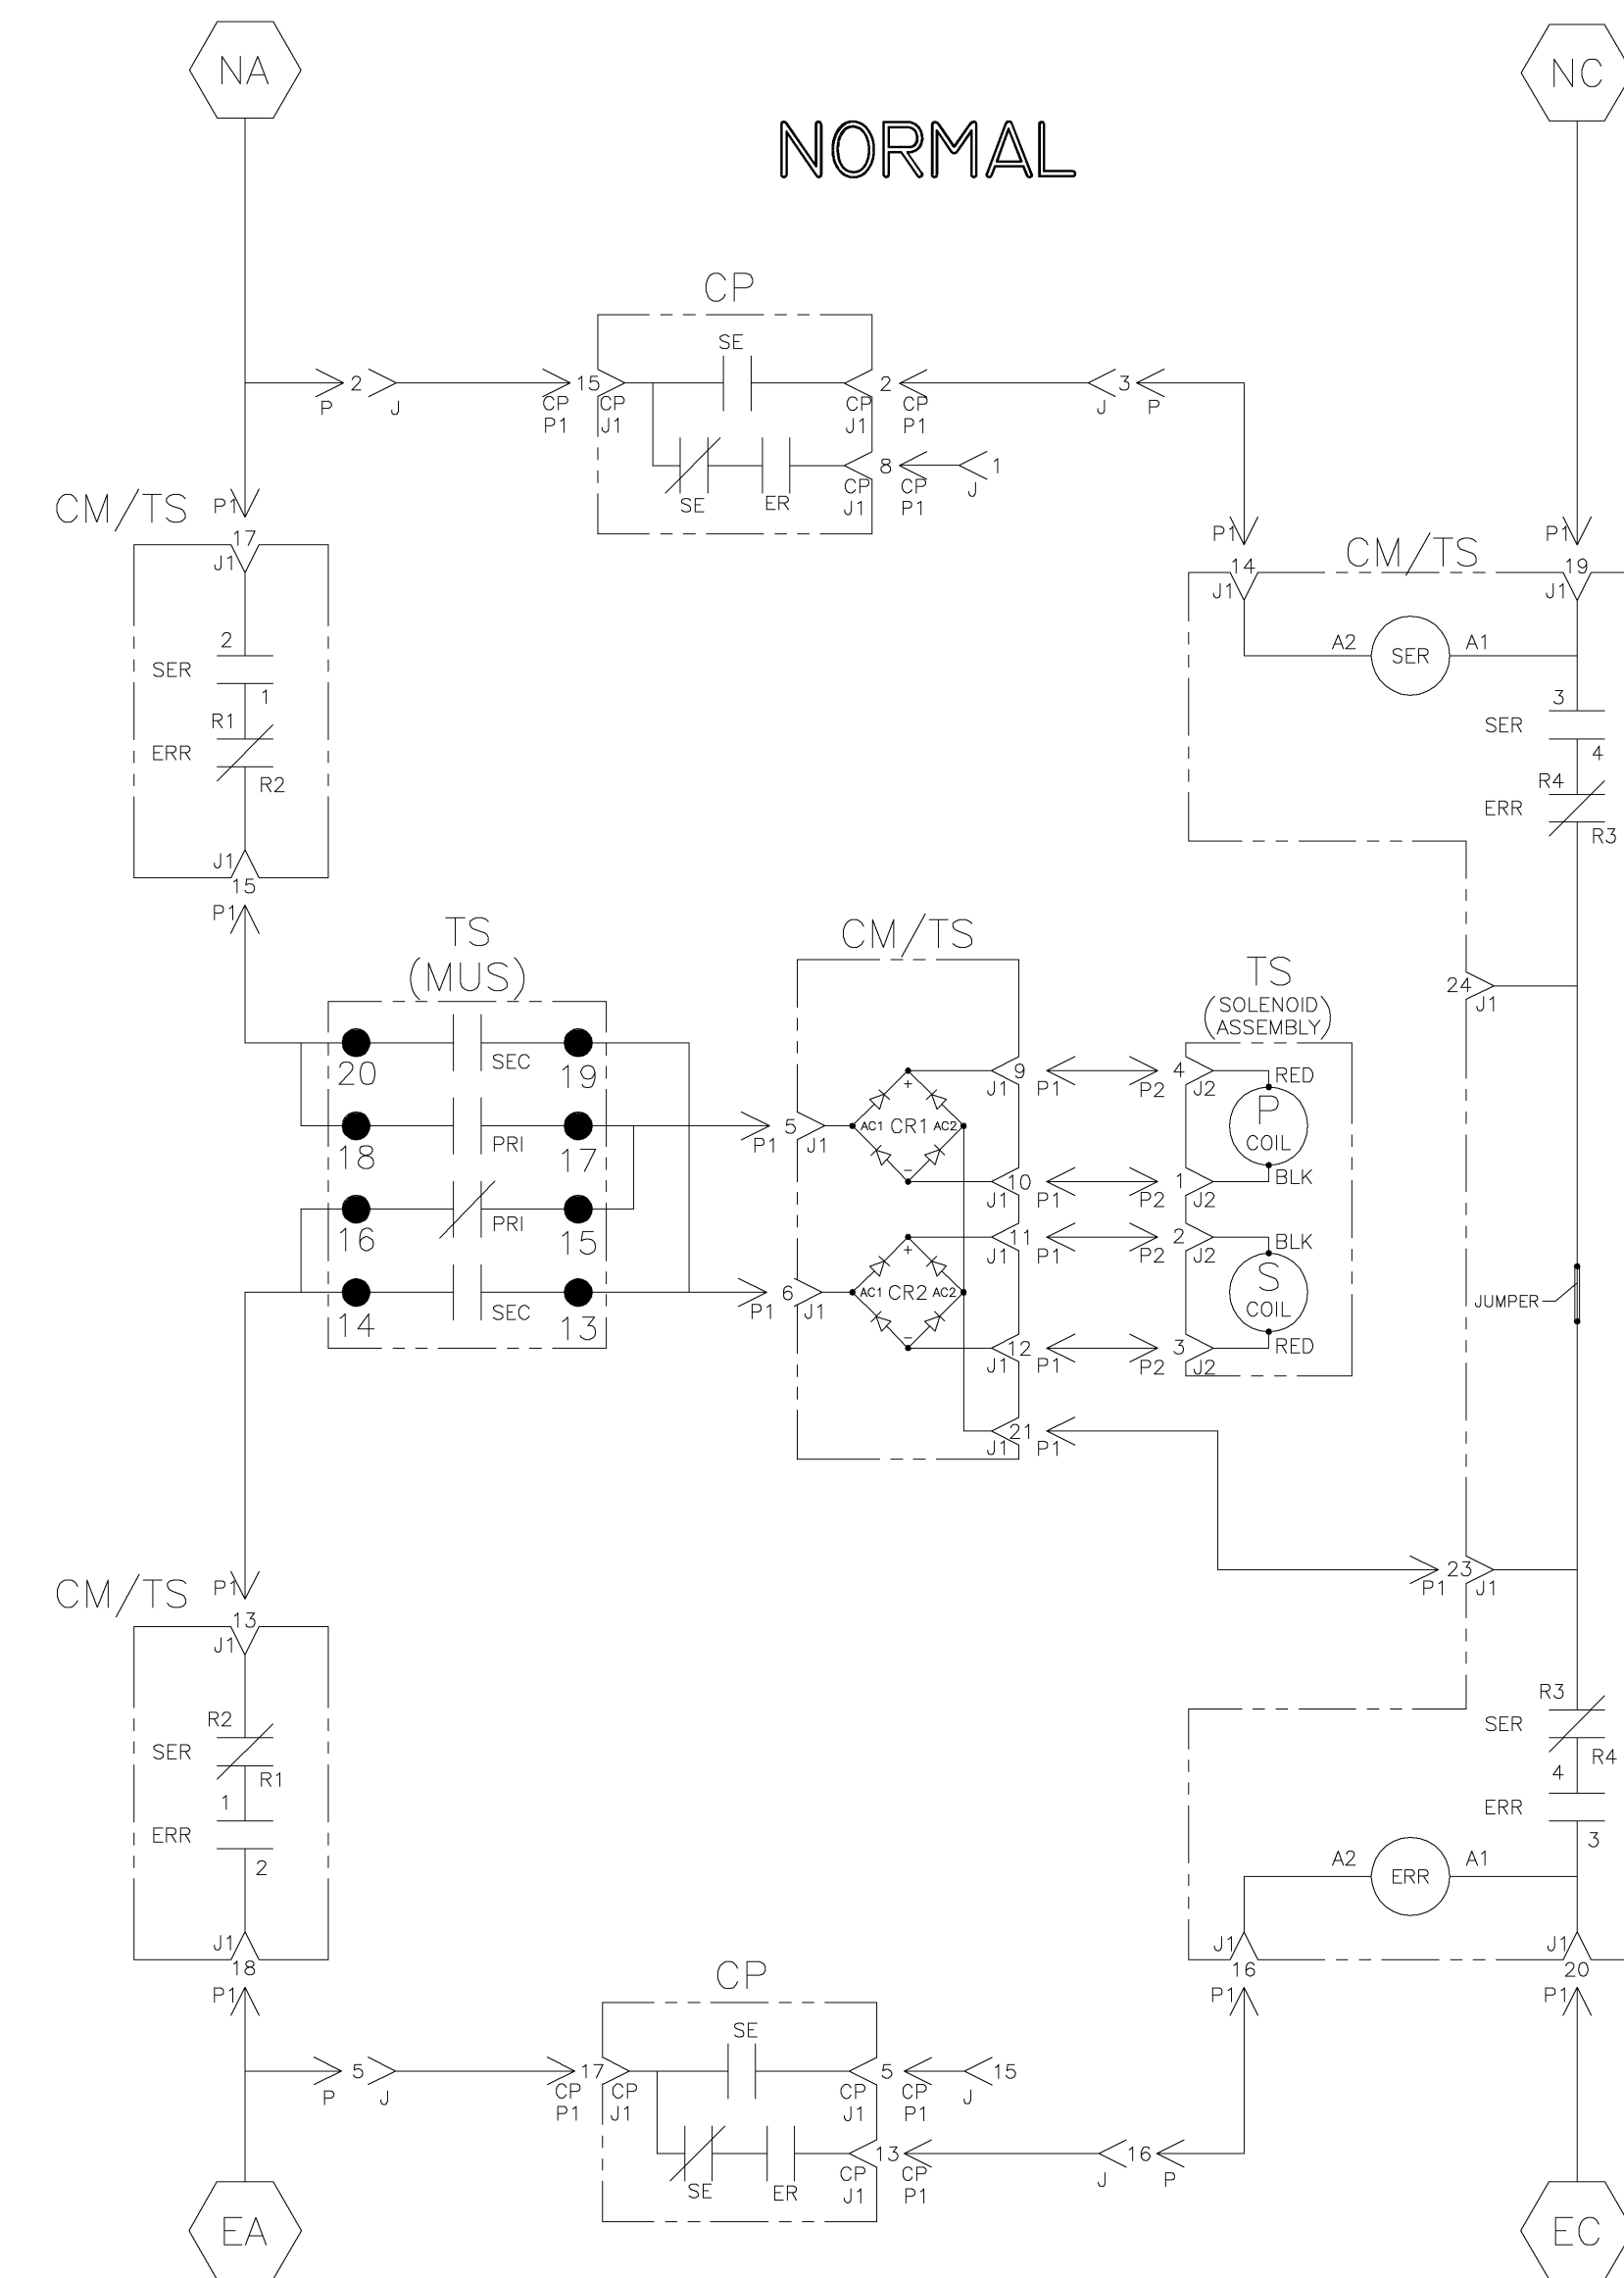 NA
NC
NORMAL
CP
SE
P 2 J
CP P1 15 CP J1
2 CP J1 CP P1
J 3 P
SE ER
8 CP J1 CP P1
1 J
CM/TS
P1
17
J1
2
SER
1
R1
ERR
R2
J1
15
P1
P1
14
J1
CM/TS
P1
19
J1
A2 SER A1
3
SER
4
R4
ERR
R3
TS
(MUS)
20 SEC 19
18 PRI 17
16 PRI 15
14 SEC 13
CM/TS
P1 5 J1
AC1 CR1 AC2
+
−
9 J1 P1
10 J1 P1
P1 6 J1
AC1 CR2 AC2
+
−
11 J1 P1
12 J1 P1
21 J1 P1
TS
(SOLENOID
ASSEMBLY)
P2 4 J2 RED
P
COIL
P2 1 J2 BLK
P2 2 J2 BLK
S
COIL
P2 3 J2 RED
24 J1
JUMPER
P1 23 J1
CM/TS
P1
13
J1
R2
SER
R1
1
ERR
2
J1
18
P1
R3
SER
R4
4
ERR
3
A2 ERR A1
J1
16
P1
J1
20
P1
CP
SE
P 5 J
CP P1 17 CP J1
5 CP J1 CP P1
15 J
SE ER
13 CP J1 CP P1
J 16 P
EA
EC